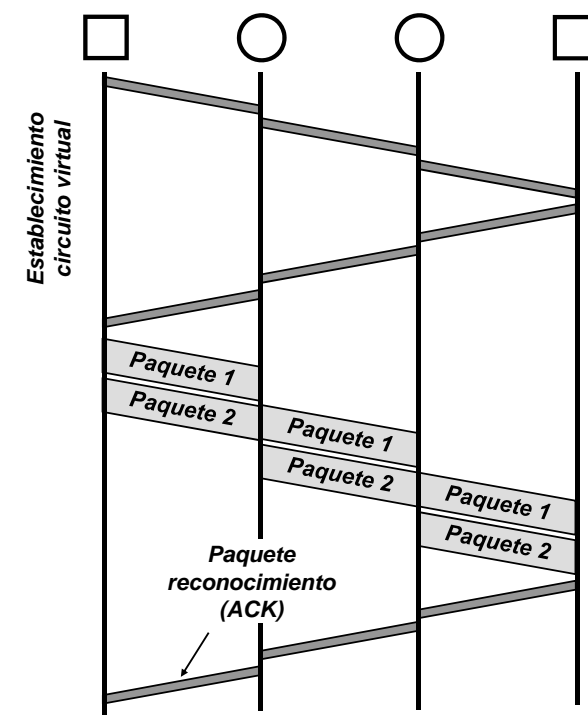 Establecimiento
circuito virtual
Paquete 1
Paquete 2
Paquete 1
Paquete 2
Paquete 1
Paquete 2
Paquete
reconocimiento
(ACK)